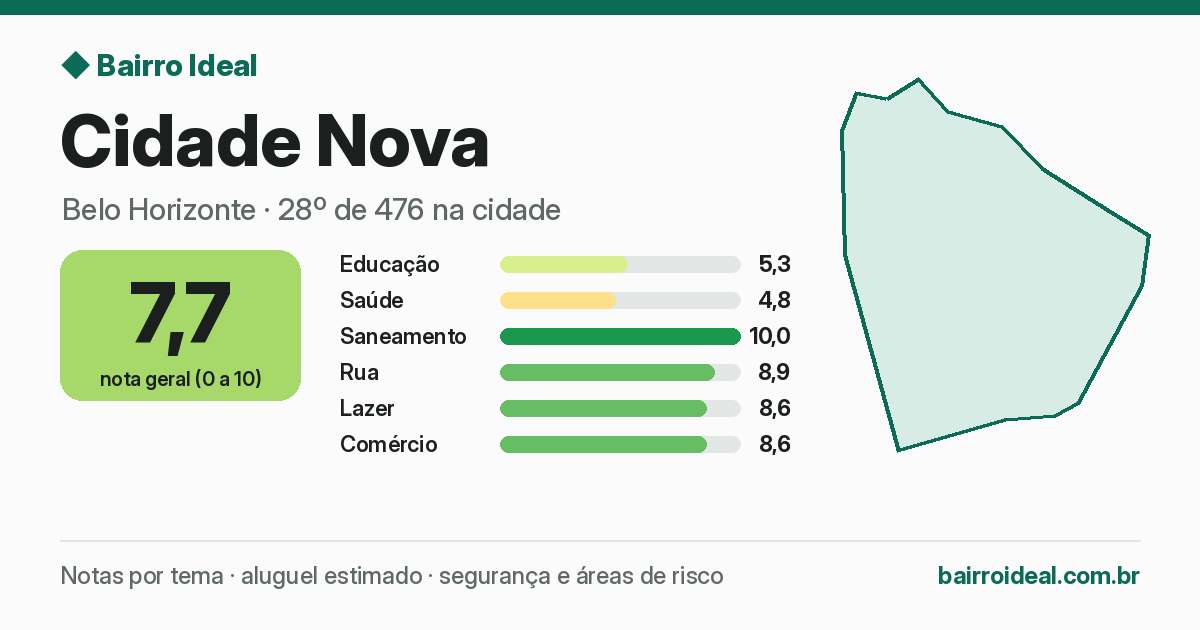 Bairro Ideal
Cidade Nova
Belo Horizonte · 28º de 476 na cidade
7,7
nota geral (0 a 10)
Educação 5,3
Saúde 4,8
Saneamento 10,0
Rua 8,9
Lazer 8,6
Comércio 8,6
Notas por tema · aluguel estimado · segurança e áreas de risco
bairroideal.com.br